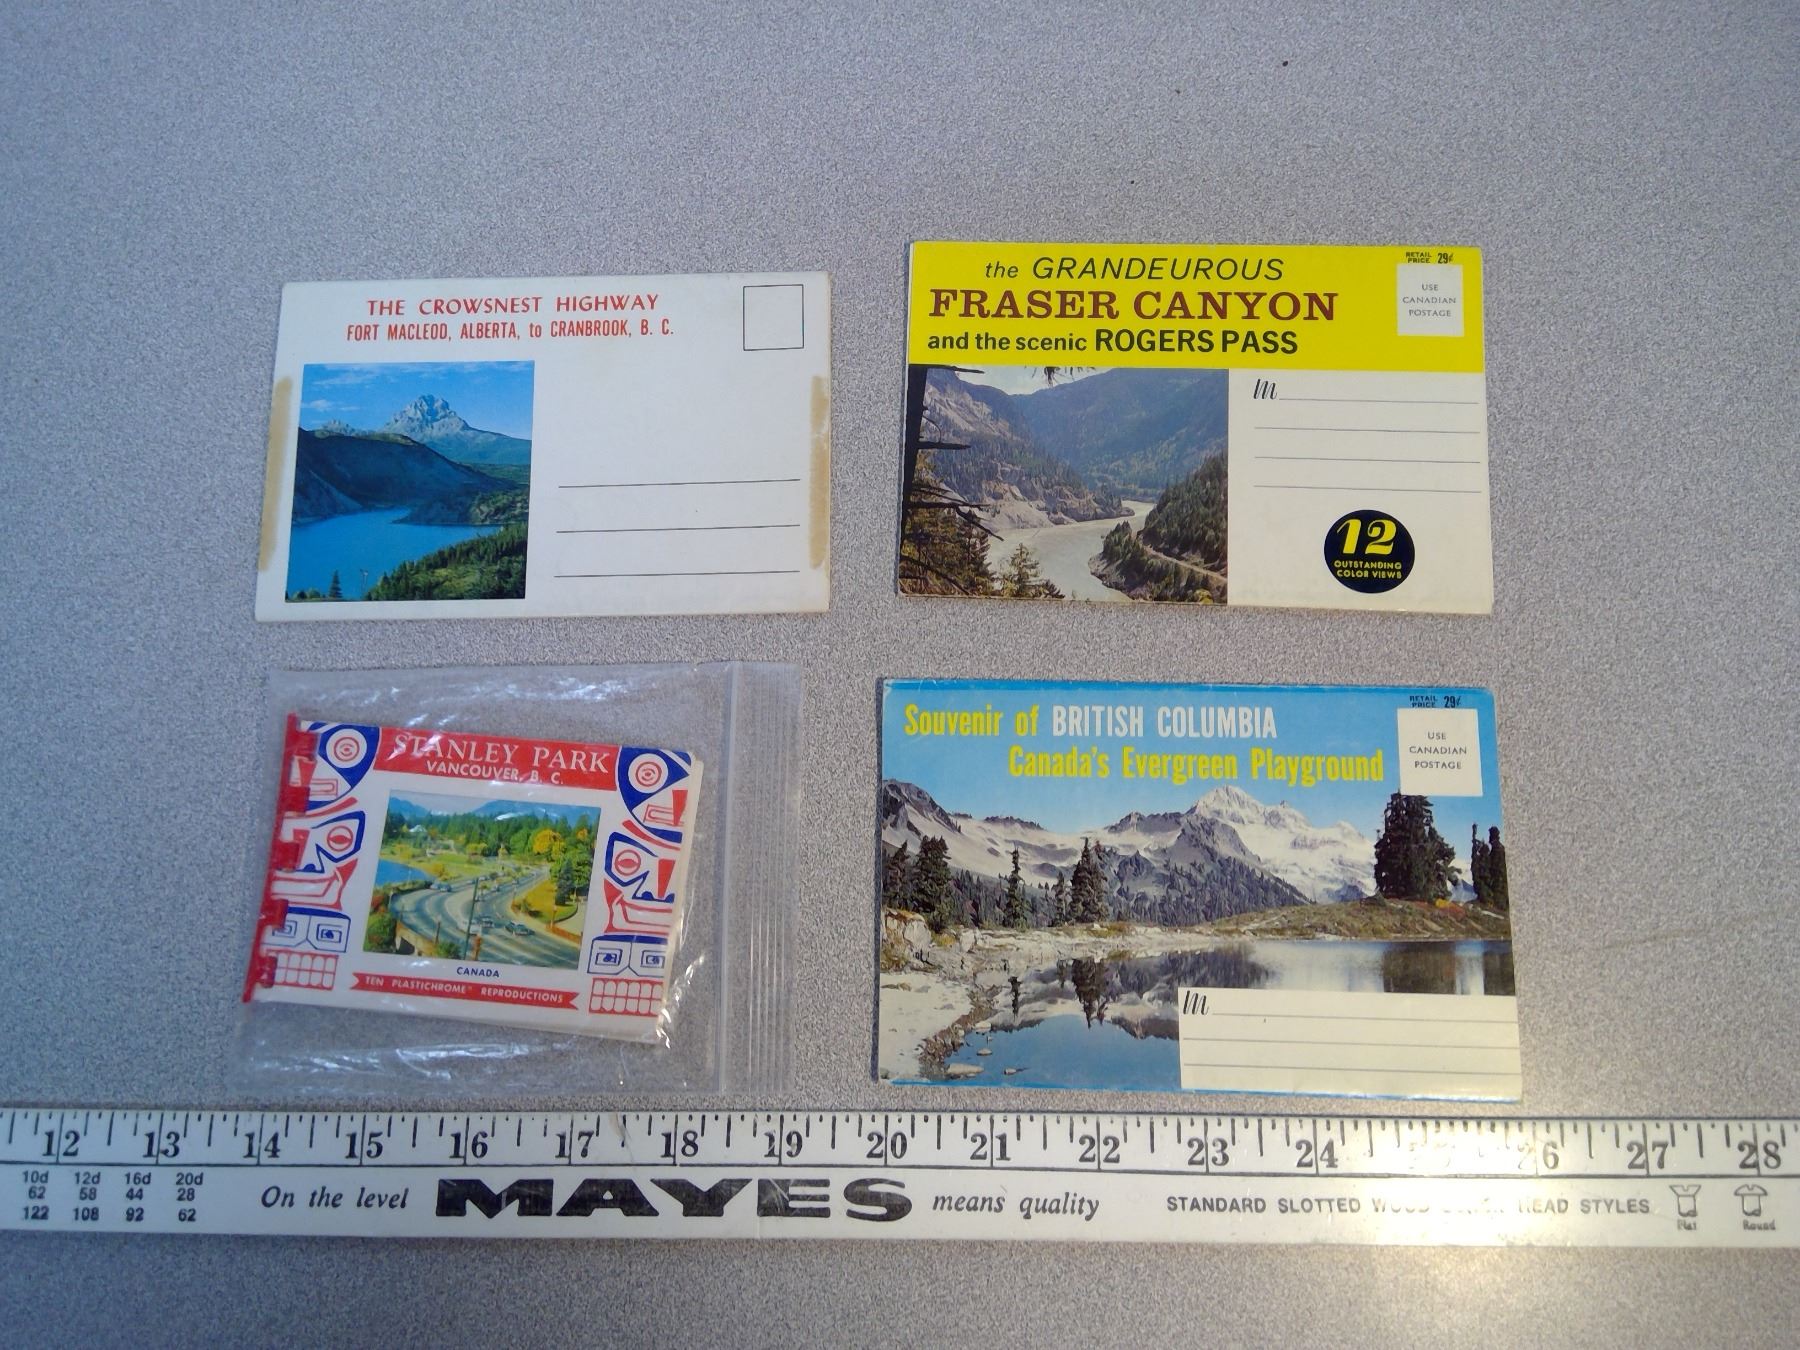 THE CROWSNEST HIGHWAY
FORT MACLEOD, ALBERTA, to CRANBROOK, B. C.
the GRANDEUROUS
FRASER CANYON
and the scenic ROGERS PASS
RETAIL PRICE 29¢
USE
CANADIAN
POSTAGE
M
12
OUTSTANDING
COLOR VIEWS
STANLEY PARK
VANCOUVER, B. C.
CANADA
TEN PLASTICHROME® REPRODUCTIONS
Souvenir of BRITISH COLUMBIA
Canada's Evergreen Playground
RETAIL PRICE 29¢
USE
CANADIAN
POSTAGE
M
12 13 14 15 16 17 18 19 20 21 22 23 24 26 27 28
10d 12d 16d 20d
62 58 44 28
122 108 92 62
On the level MAYES means quality
STANDARD SLOTTED HEAD STYLES
Flat Round